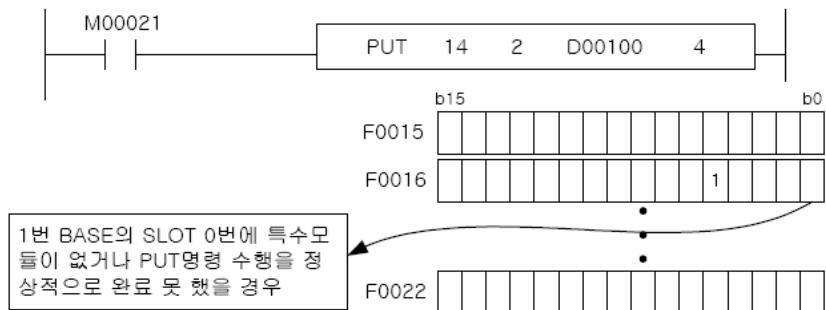 M00021
PUT 14 2 D00100 4
b15 b0
F0015
F0016 1
1번 BASE의 SLOT 0번에 특수모
듈이 없거나 PUT명령 수행을 정
상적으로 완료 못 했을 경우
F0022